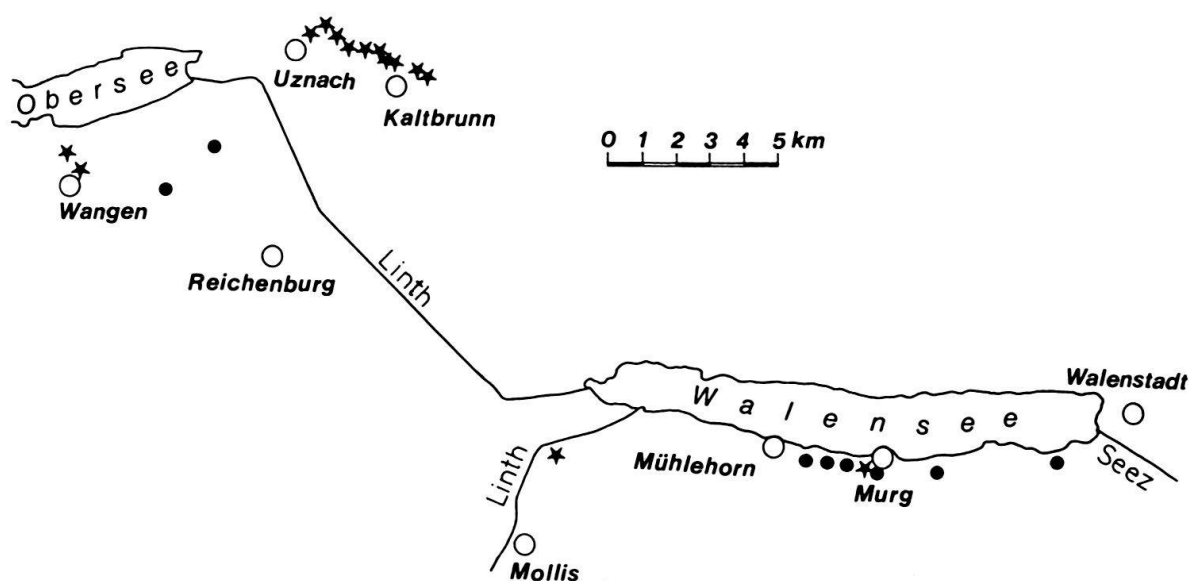 Obersee
Uznach
Kaltbrunn
0 1 2 3 4 5 km
Wangen
Reichenburg
Linth
Walensee
Walenstadt
Mühlehorn
Murg
Seez
Linth
Mollis